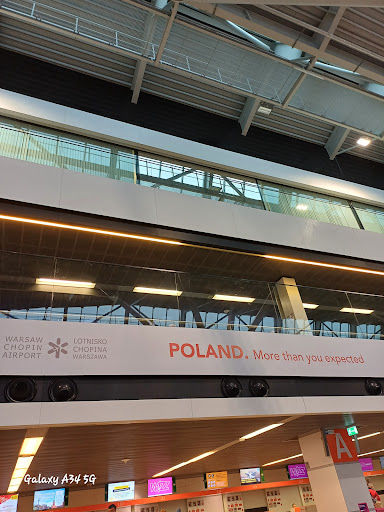 WARSAW
CHOPIN
AIRPORT
LOTNISKO
CHOPINA
WARSZAWA
POLAND. More than you expected
A
Galaxy A34 5G